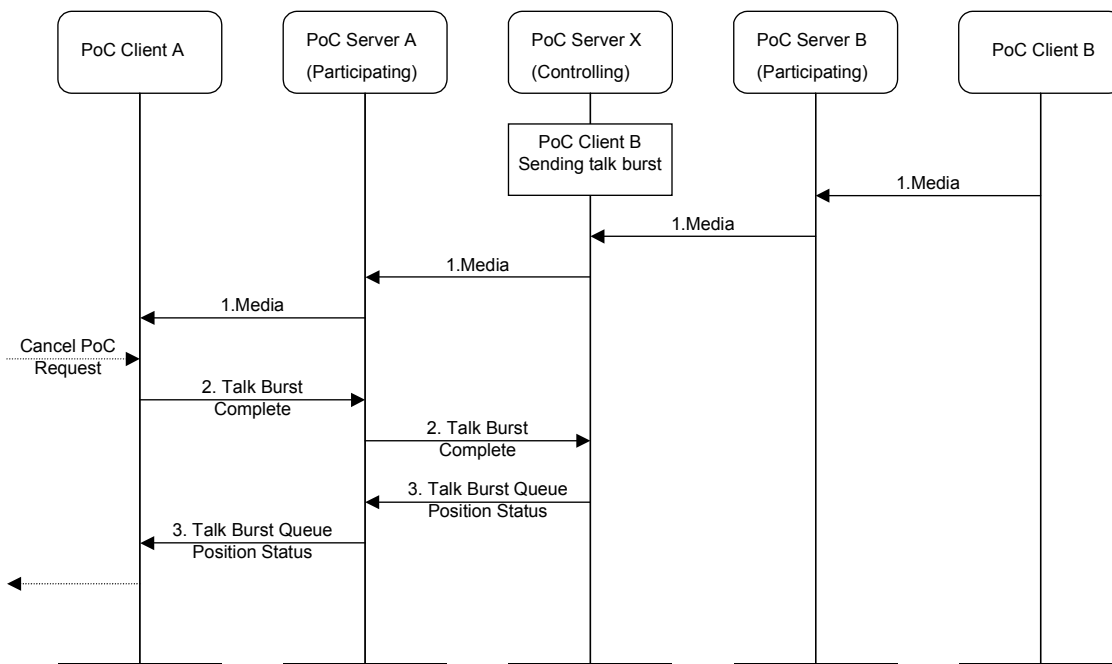 PoC Client A
PoC Server A
(Participating)
PoC Server X
(Controlling)
PoC Server B
(Participating)
PoC Client B
PoC Client B
Sending talk burst
1.Media
1.Media
1.Media
1.Media
Cancel PoC
Request
2. Talk Burst
Complete
2. Talk Burst
Complete
3. Talk Burst Queue
Position Status
3. Talk Burst Queue
Position Status